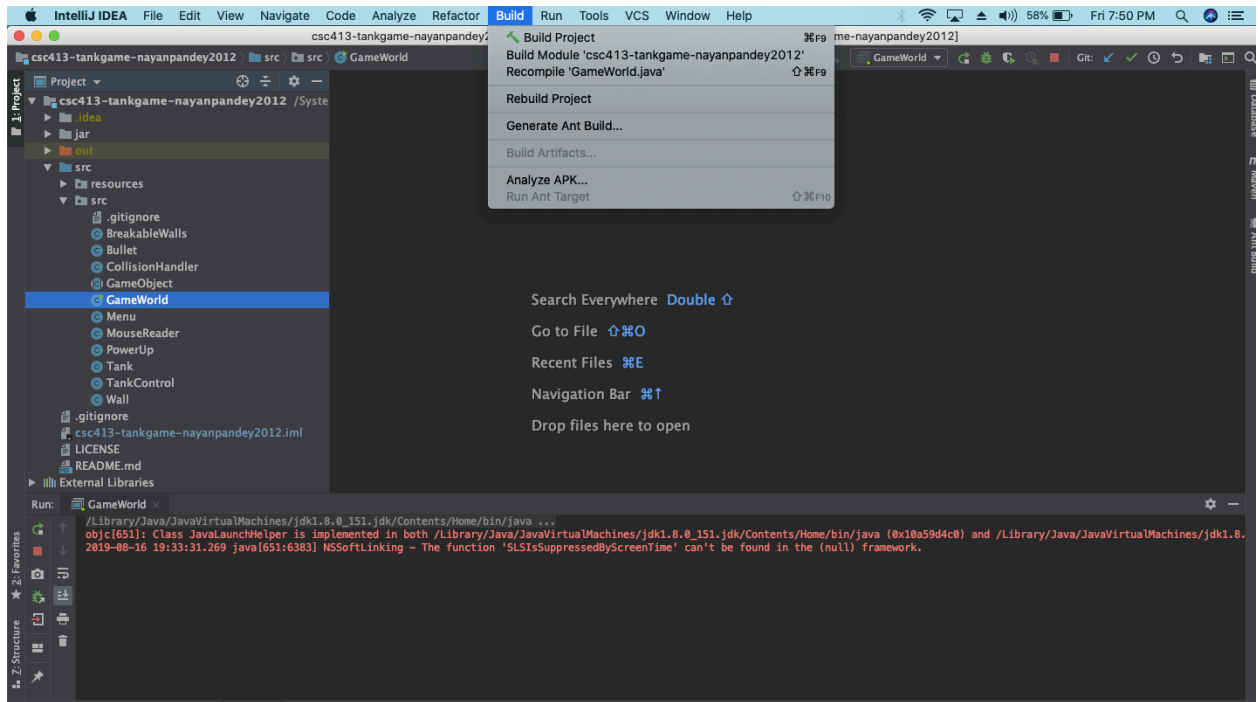 IntelliJ IDEA File Edit View Navigate Code Analyze Refactor Build Run Tools VCS Window Help 58% Fri 7:50 PM
csc413-tankgame-nayanpandey2 me-nayanpandey2012]
csc413-tankgame-nayanpandey2012 src src GameWorld GameWorld Git:
Build Project ⌘F9
Build Module 'csc413-tankgame-nayanpandey2012'
Recompile 'GameWorld.java' ⇧⌘F9
Rebuild Project
Generate Ant Build...
Build Artifacts...
Analyze APK...
Run Ant Target ⇧⌘F10
1: Project
Project
csc413-tankgame-nayanpandey2012 /Syste
.idea
jar
out
src
resources
src
.gitignore
BreakableWalls
Bullet
CollisionHandler
GameObject
GameWorld
Menu
MouseReader
PowerUp
Tank
TankControl
Wall
.gitignore
csc413-tankgame-nayanpandey2012.iml
LICENSE
README.md
External Libraries
Search Everywhere Double ⇧
Go to File ⇧⌘O
Recent Files ⌘E
Navigation Bar ⌘↑
Drop files here to open
Database
Maven
Ant Build
Run: GameWorld
/Library/Java/JavaVirtualMachines/jdk1.8.0_151.jdk/Contents/Home/bin/java ...
objc[651]: Class JavaLaunchHelper is implemented in both /Library/Java/JavaVirtualMachines/jdk1.8.0_151.jdk/Contents/Home/bin/java (0x10a59d4c0) and /Library/Java/JavaVirtualMachines/jdk1.8.
2019-08-16 19:33:31.269 java[651:6383] NSSoftLinking - The function 'SLSIsSuppressedByScreenTime' can't be found in the (null) framework.
2: Favorites
Z: Structure